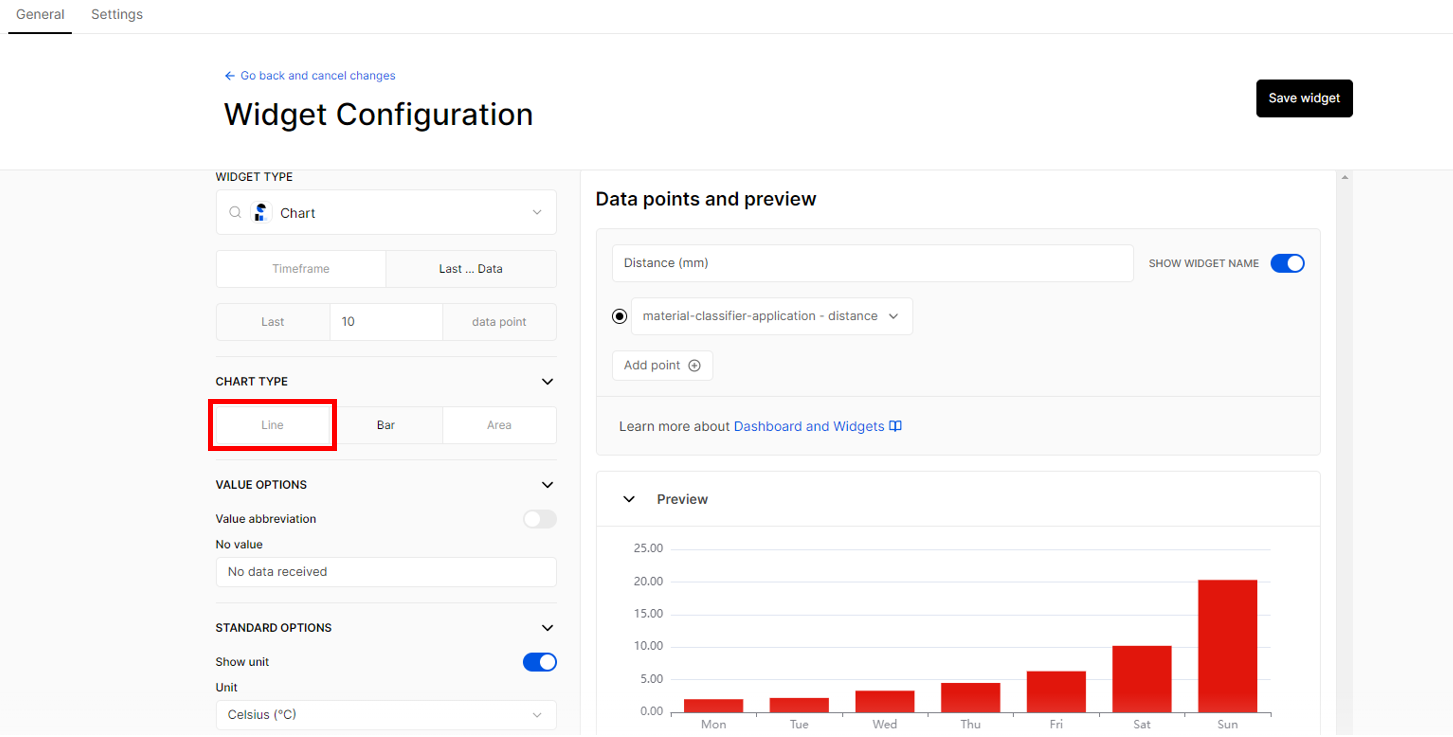 General Settings
Go back and cancel changes
Widget Configuration
Save widget
WIDGET TYPE
Chart
Timeframe Last ... Data
Last 10 data point
CHART TYPE
Line Bar Area
VALUE OPTIONS
Value abbreviation
No value
No data received
STANDARD OPTIONS
Show unit
Unit
Celsius (°C)
Data points and preview
Distance (mm)
SHOW WIDGET NAME
material-classifier-application - distance
Add point
Learn more about Dashboard and Widgets
Preview
25.00
20.00
15.00
10.00
5.00
0.00
Mon Tue Wed Thu Fri Sat Sun